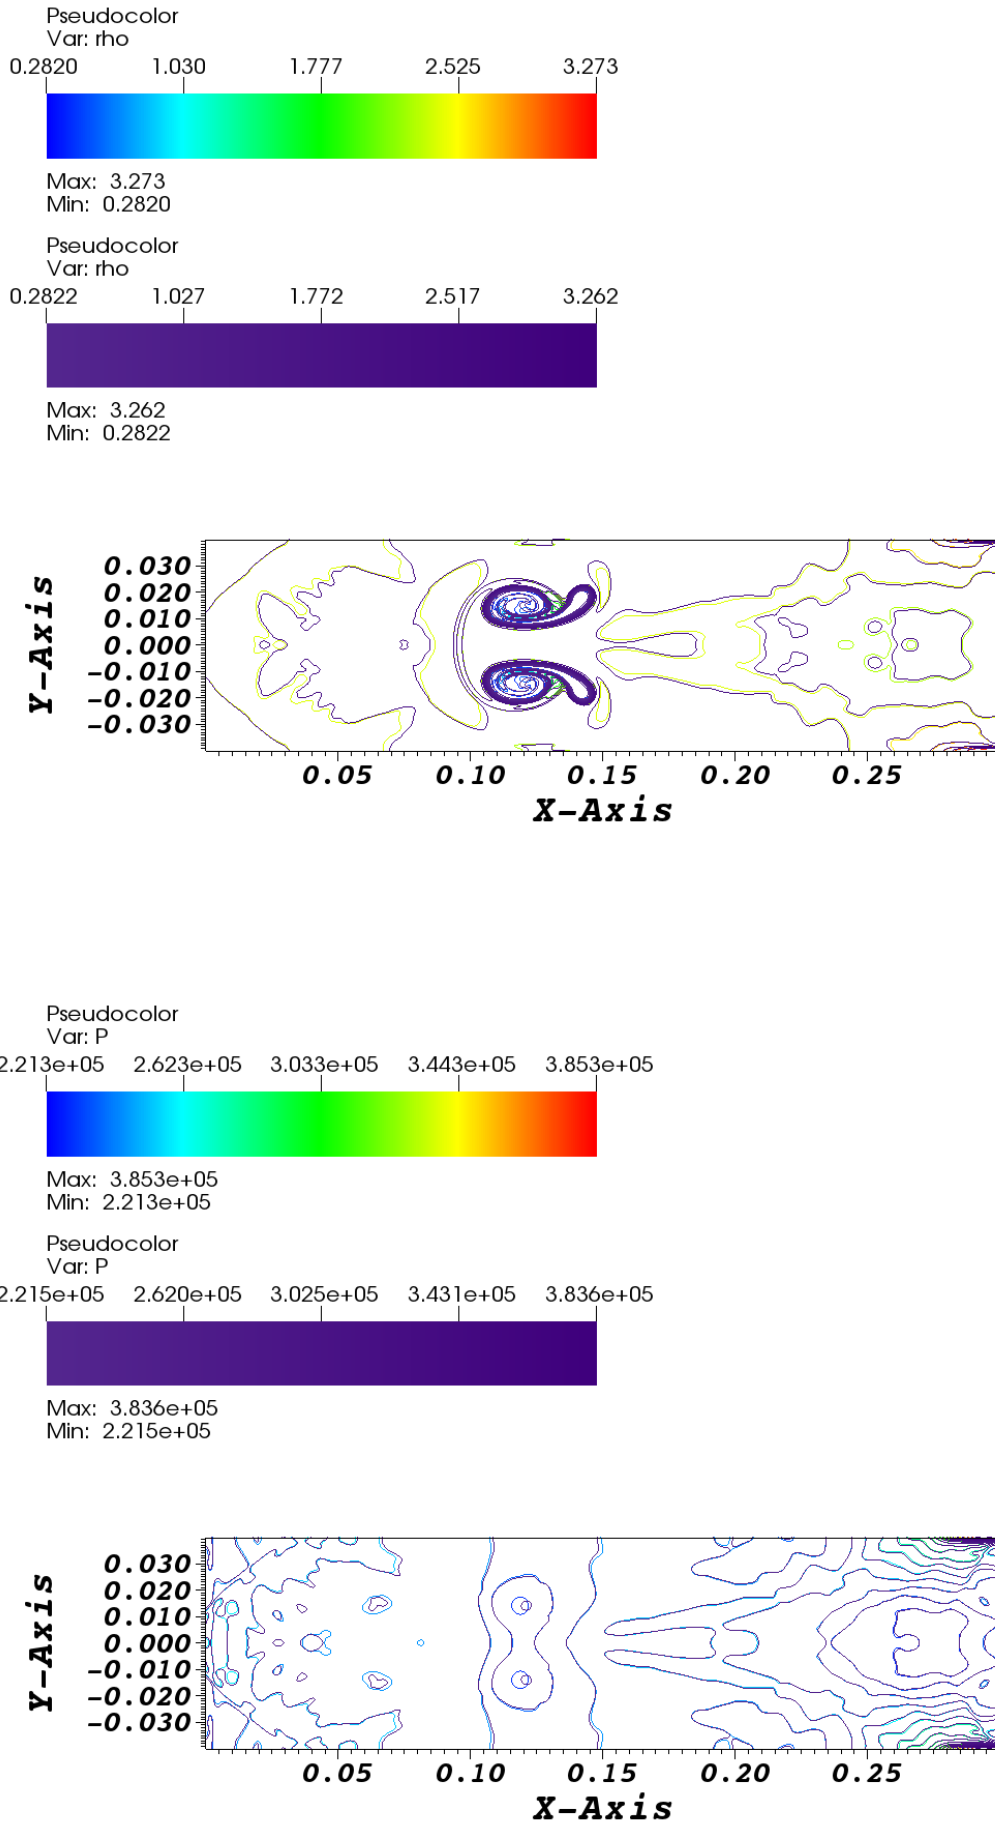 Pseudocolor
Var: rho
0.2820 1.030 1.777 2.525 3.273
Max: 3.273
Min: 0.2820
Pseudocolor
Var: rho
0.2822 1.027 1.772 2.517 3.262
Max: 3.262
Min: 0.2822
0.030
0.020
0.010
0.000
-0.010
-0.020
-0.030
Y-Axis
0.05 0.10 0.15 0.20 0.25
X-Axis
Pseudocolor
Var: P
2.213e+05 2.623e+05 3.033e+05 3.443e+05 3.853e+05
Max: 3.853e+05
Min: 2.213e+05
Pseudocolor
Var: P
2.215e+05 2.620e+05 3.025e+05 3.431e+05 3.836e+05
Max: 3.836e+05
Min: 2.215e+05
0.030
0.020
0.010
0.000
-0.010
-0.020
-0.030
Y-Axis
0.05 0.10 0.15 0.20 0.25
X-Axis